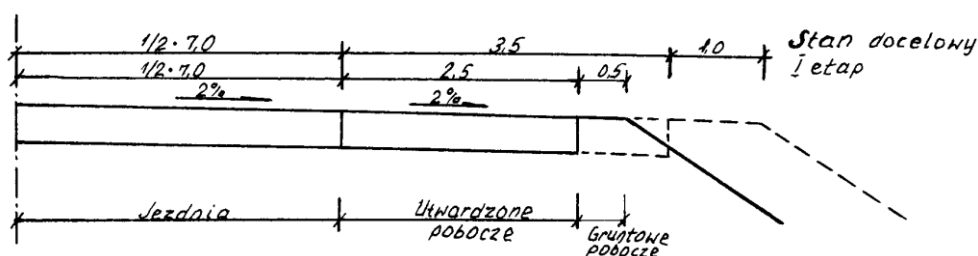 1/2·7,0 3,5 1,0 Stan docelowy
1/2·7,0 2,5 0,5 I etap
2% 2%
Jezdnia Utwardzone pobocze Gruntowe pobocze